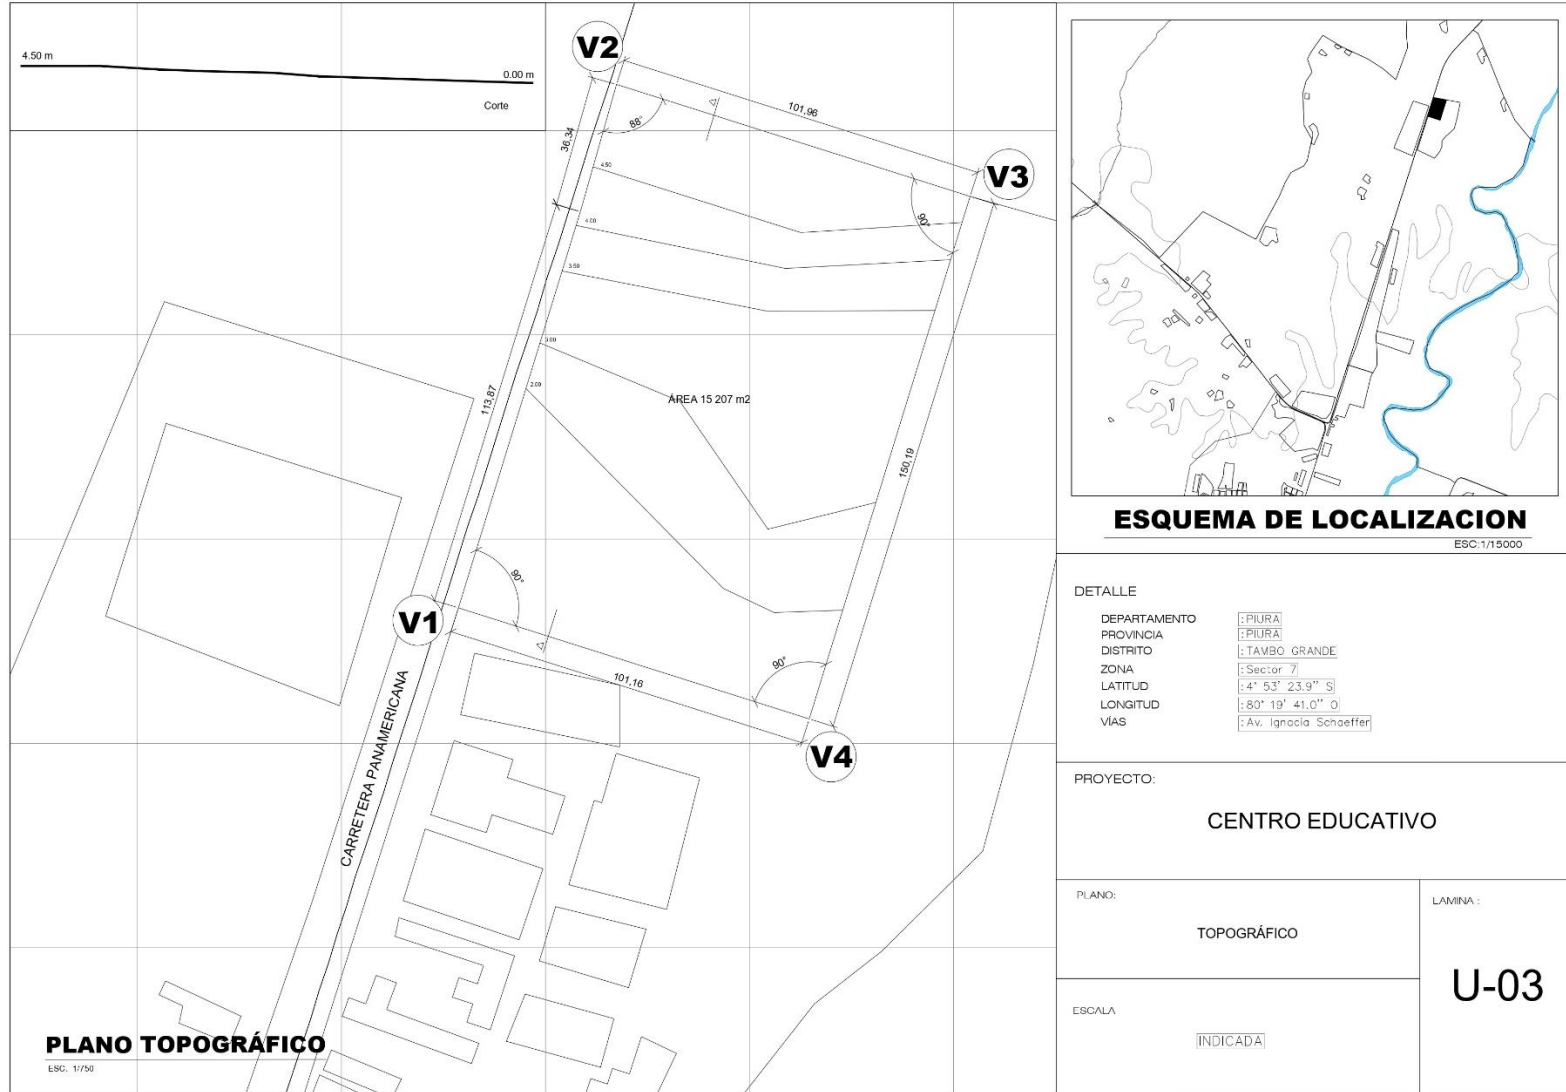 4.50 m
0.00 m
Corte
V2
101,96
88°
36,34
V3
4.50
90°
4.00
3.50
3.00
2.00
113,87
ÁREA 15 207 m2
150,19
90°
V1
90°
101,16
V4
CARRETERA PANAMERICANA
PLANO TOPOGRÁFICO
ESC. 1/750
ESQUEMA DE LOCALIZACION
ESC:1/15000
DETALLE
DEPARTAMENTO :PIURA
PROVINCIA :PIURA
DISTRITO :TAMBO GRANDE
ZONA :Sector 7
LATITUD :4° 53' 23.9'' S
LONGITUD :80° 19' 41.0'' O
VÍAS :Av. Ignacia Schaeffer
PROYECTO:
CENTRO EDUCATIVO
PLANO:
TOPOGRÁFICO
LAMINA :
U-03
ESCALA
INDICADA